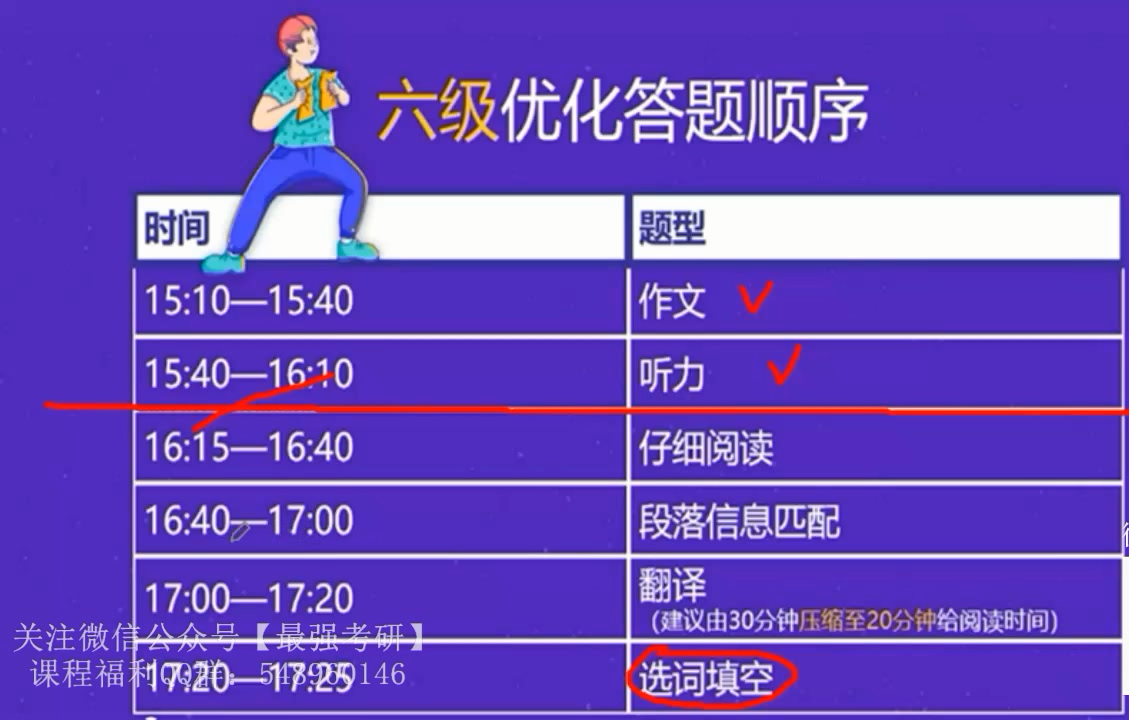 六级优化答题顺序
时间 题型
15:10—15:40 作文
15:40—16:10 听力
16:15—16:40 仔细阅读
16:40—17:00 段落信息匹配
17:00—17:20 翻译
(建议由30分钟压缩至20分钟给阅读时间)
关注微信公众号【最强考研】
17:20—17:25 选词填空
课程福利QQ群：548960146